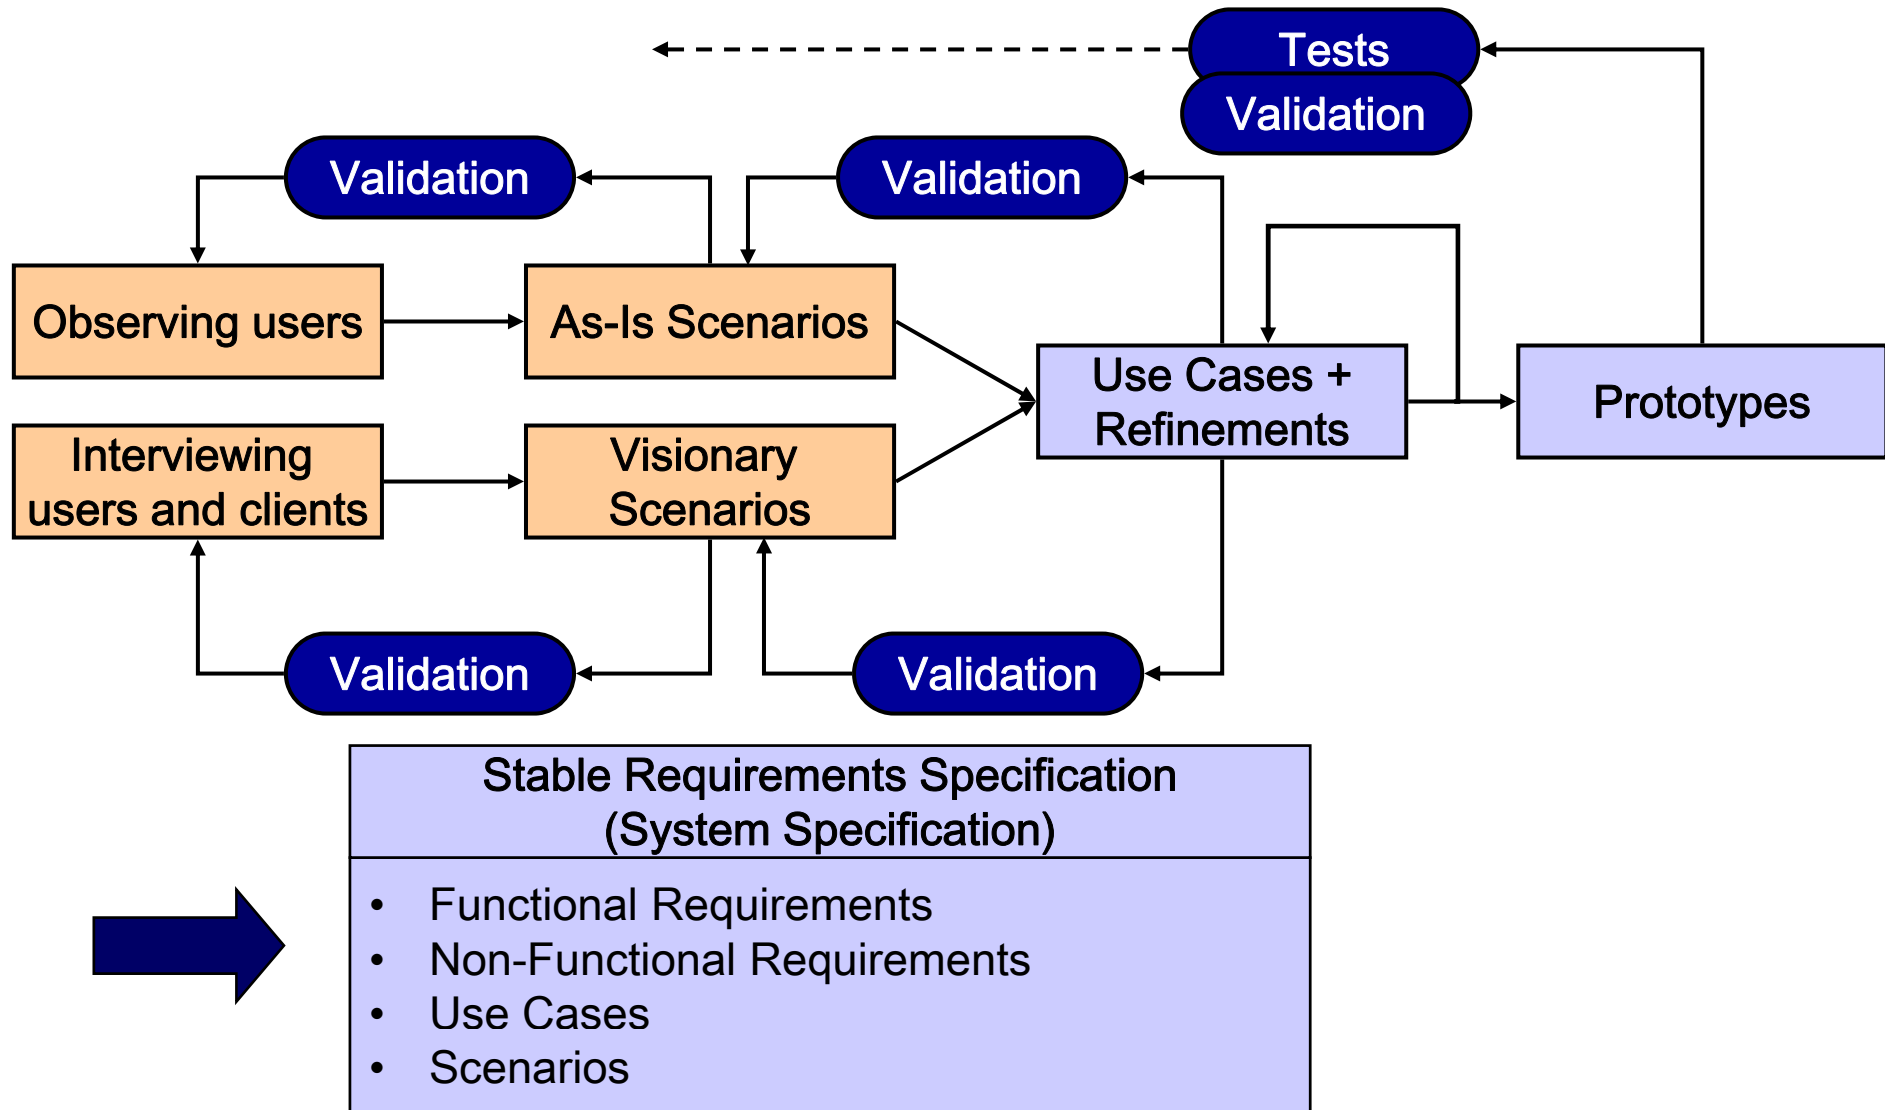 Tests
Validation
Validation
Validation
Observing users
As-Is Scenarios
Use Cases +
Refinements
Prototypes
Interviewing
users and clients
Visionary
Scenarios
Validation
Validation
Stable Requirements Specification
(System Specification)
• Functional Requirements
• Non-Functional Requirements
• Use Cases
• Scenarios